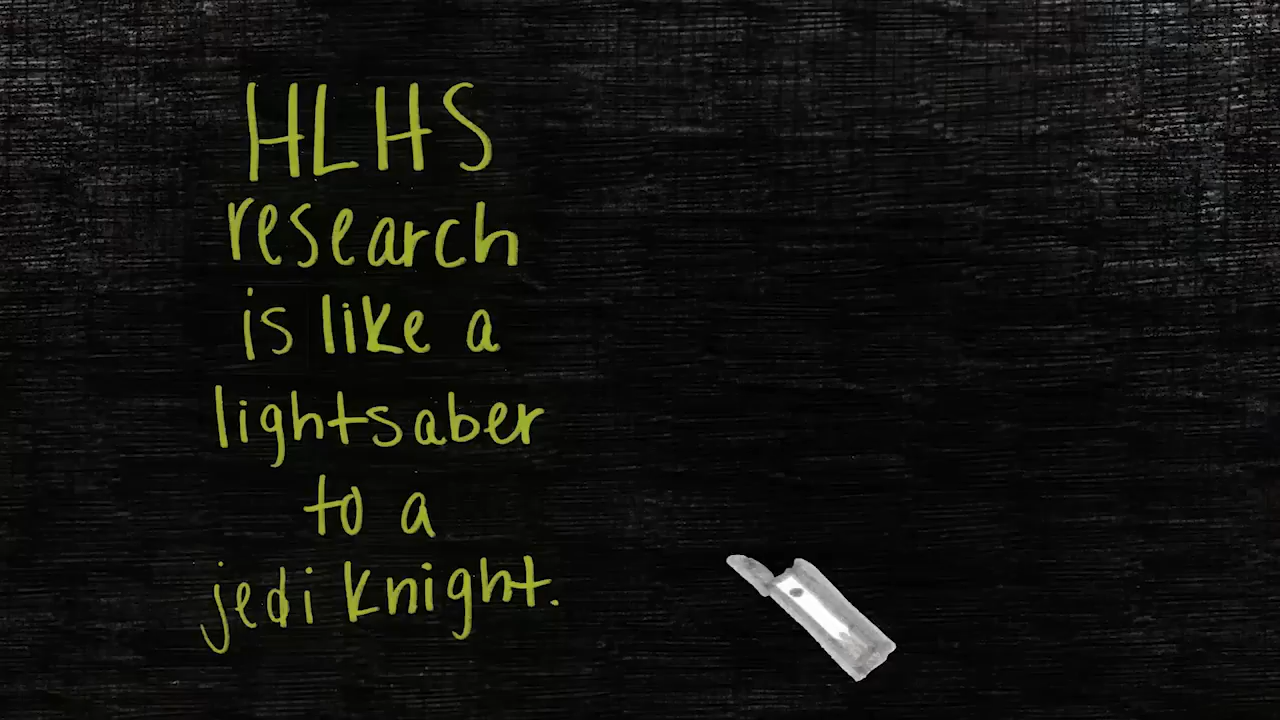 HLHS
research
is like a
lightsaber
to a
jedi knight.